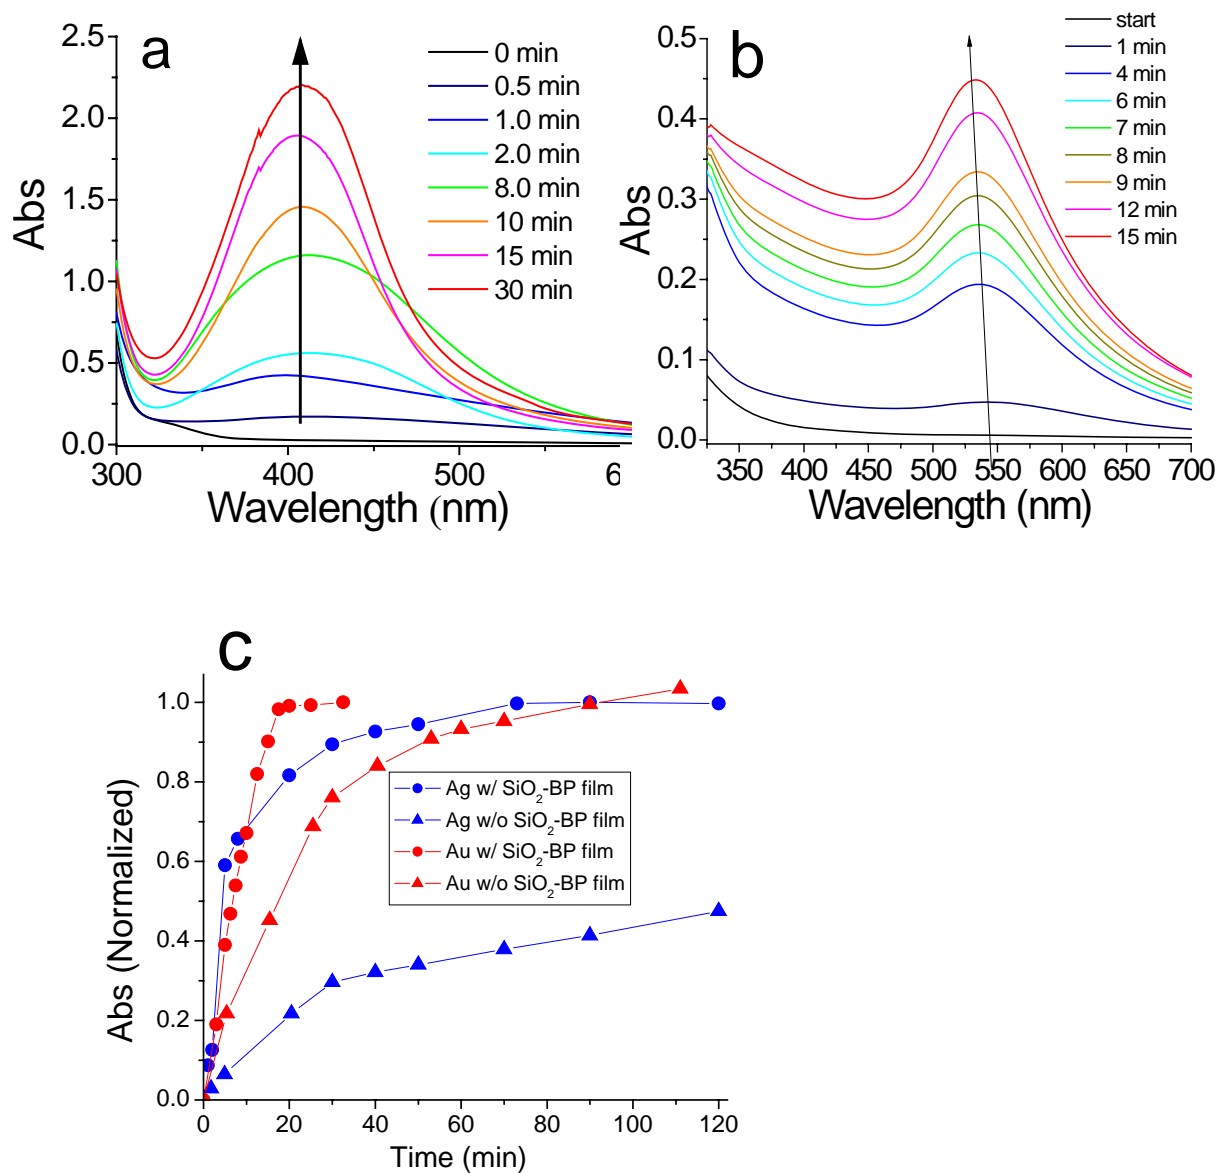 a
Abs
2.5
2.0
1.5
1.0
0.5
0.0
300
400
500
6
Wavelength (nm)
0 min
0.5 min
1.0 min
2.0 min
8.0 min
10 min
15 min
30 min
b
Abs
0.5
0.4
0.3
0.2
0.1
0.0
350 400 450 500 550 600 650 700
Wavelength (nm)
start
1 min
4 min
6 min
7 min
8 min
9 min
12 min
15 min
c
Abs (Normalized)
1.0
0.8
0.6
0.4
0.2
0.0
0 20 40 60 80 100 120
Time (min)
Ag w/ SiO₂-BP film
Ag w/o SiO₂-BP film
Au w/ SiO₂-BP film
Au w/o SiO₂-BP film